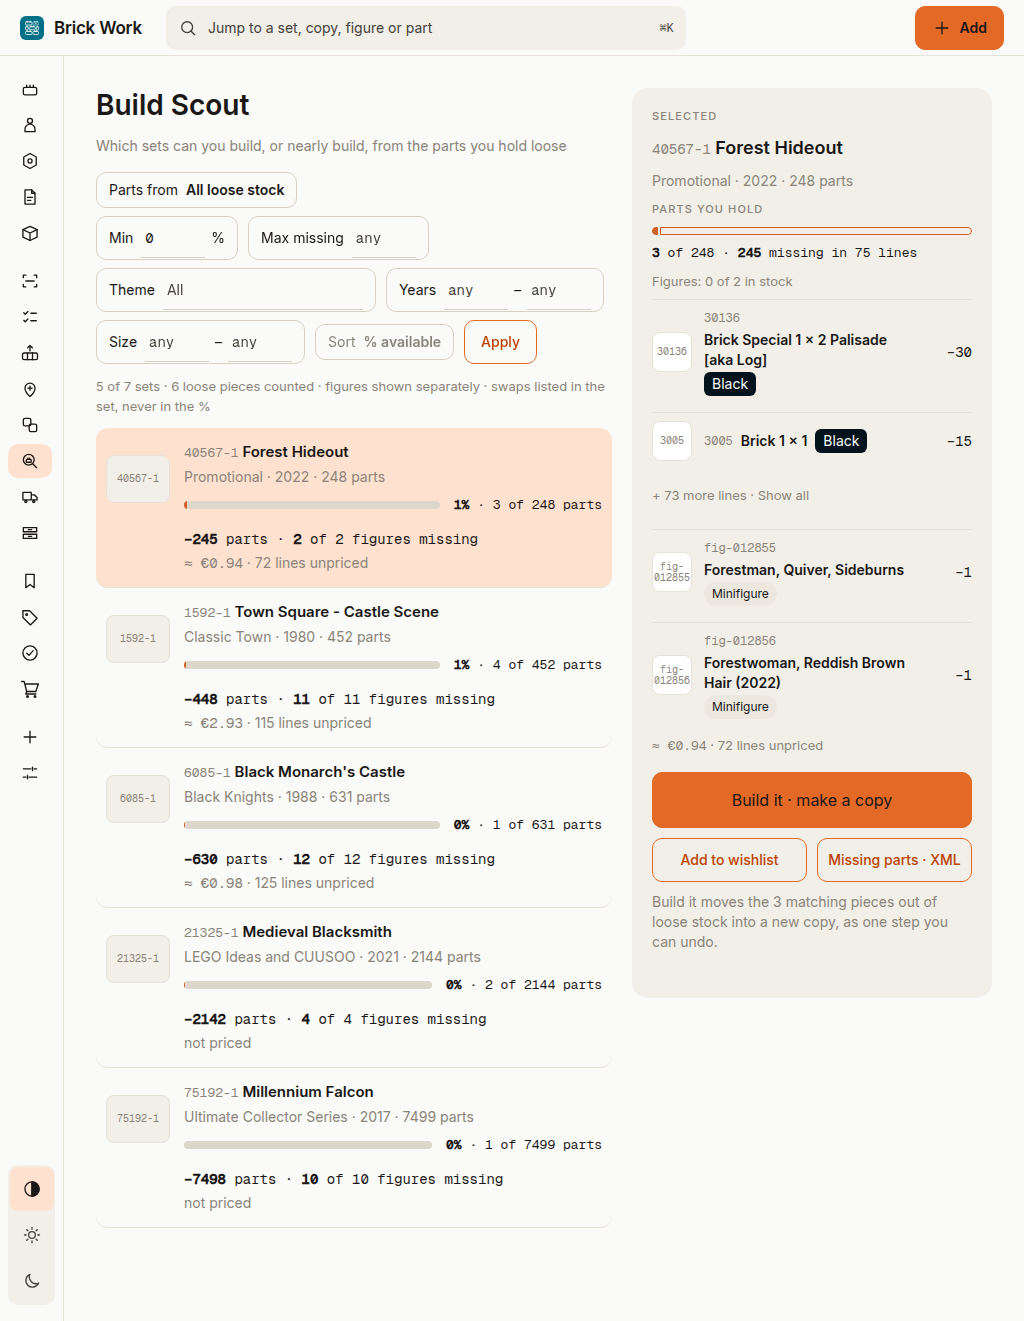 Brick Work
Jump to a set, copy, figure or part
⌘K
Add
Build Scout
Which sets can you build, or nearly build, from the parts you hold loose
Parts from All loose stock
Min 0 %
Max missing any
Theme All
Years any – any
Size any – any
Sort % available
Apply
5 of 7 sets · 6 loose pieces counted · figures shown separately · swaps listed in the
set, never in the %
40567-1
40567-1 Forest Hideout
Promotional · 2022 · 248 parts
1% · 3 of 248 parts
−245 parts · 2 of 2 figures missing
≈ €0.94 · 72 lines unpriced
1592-1
1592-1 Town Square - Castle Scene
Classic Town · 1980 · 452 parts
1% · 4 of 452 parts
−448 parts · 11 of 11 figures missing
≈ €2.93 · 115 lines unpriced
6085-1
6085-1 Black Monarch's Castle
Black Knights · 1988 · 631 parts
0% · 1 of 631 parts
−630 parts · 12 of 12 figures missing
≈ €0.98 · 125 lines unpriced
21325-1
21325-1 Medieval Blacksmith
LEGO Ideas and CUUSOO · 2021 · 2144 parts
0% · 2 of 2144 parts
−2142 parts · 4 of 4 figures missing
not priced
75192-1
75192-1 Millennium Falcon
Ultimate Collector Series · 2017 · 7499 parts
0% · 1 of 7499 parts
−7498 parts · 10 of 10 figures missing
not priced
SELECTED
40567-1 Forest Hideout
Promotional · 2022 · 248 parts
PARTS YOU HOLD
3 of 248 · 245 missing in 75 lines
Figures: 0 of 2 in stock
30136
30136
Brick Special 1 × 2 Palisade
[aka Log]
Black
−30
3005
3005 Brick 1 × 1 Black
−15
+ 73 more lines · Show all
fig-
012855
fig-012855
Forestman, Quiver, Sideburns
Minifigure
−1
fig-
012856
fig-012856
Forestwoman, Reddish Brown
Hair (2022)
Minifigure
−1
≈ €0.94 · 72 lines unpriced
Build it · make a copy
Add to wishlist
Missing parts · XML
Build it moves the 3 matching pieces out of
loose stock into a new copy, as one step you
can undo.